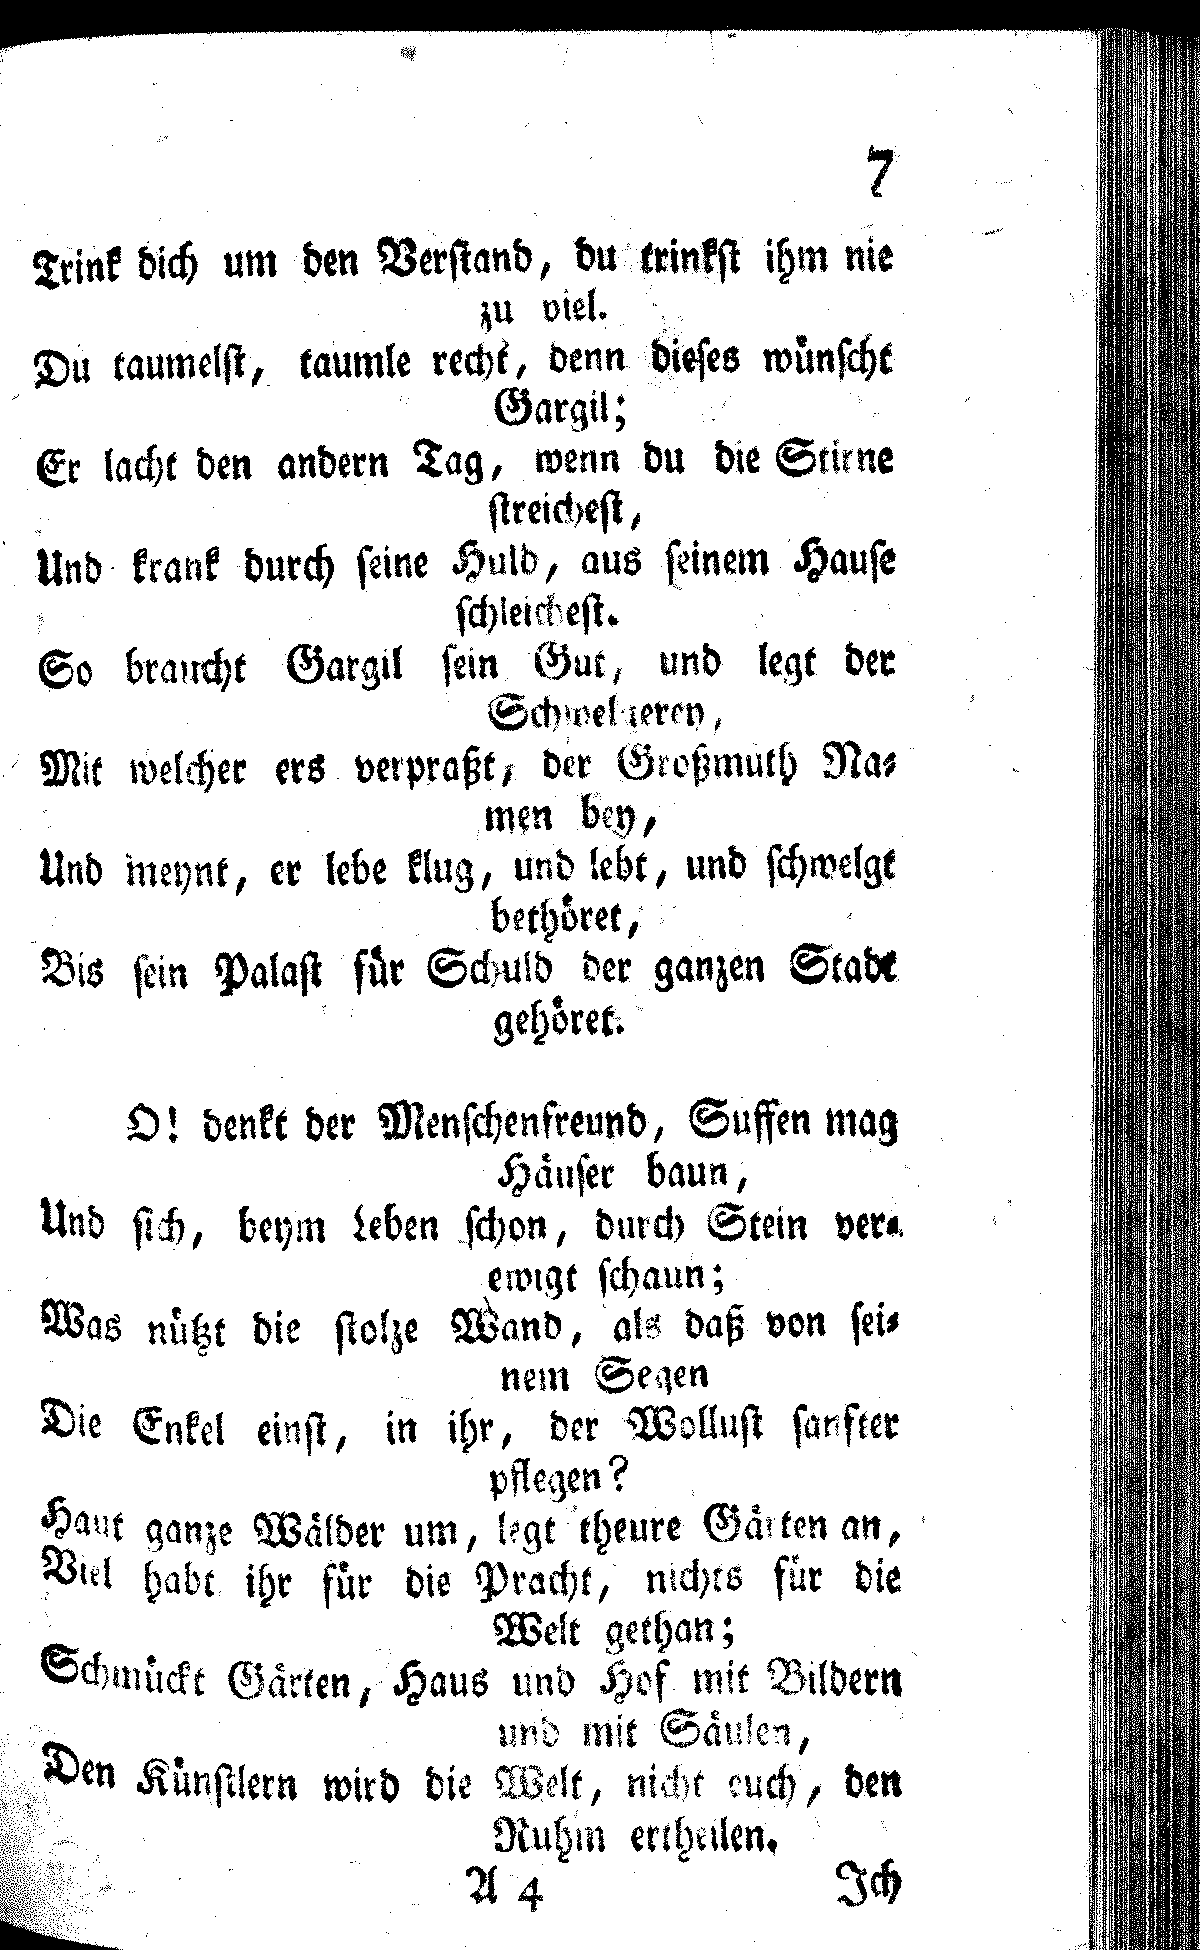 7
Trink dich um den Verstand, du trinkst ihm nie
zu viel.
Du taumelst, taumle recht, denn dieses wünscht
Gargil;
Er lacht den andern Tag, wenn du die Stirne
streichest,
Und krank durch seine Huld, aus seinem Hause
schleichest.
So braucht Gargil sein Gut, und legt der
Schwelgerey,
Mit welcher ers verpraßt, der Großmuth Na-
men bey,
Und meynt, er lebe klug, und lebt, und schwelgt
bethöret,
Bis sein Palast für Schuld der ganzen Stadt
gehöret.
O! denkt der Menschenfreund, Suffen mag
Häuser baun,
Und sich, beym Leben schon, durch Stein ver-
ewigt schaun;
Was nützt die stolze Wand, als daß von sei-
nem Segen
Die Enkel einst, in ihr, der Wollust sanfter
pflegen?
Haut ganze Wälder um, legt theure Gärten an,
Viel habt ihr für die Pracht, nichts für die
Welt gethan;
Schmückt Gärten, Haus und Hof mit Bildern
und mit Säulen,
Den Künstlern wird die Welt, nicht euch, den
Ruhm ertheilen.
A 4 Ich